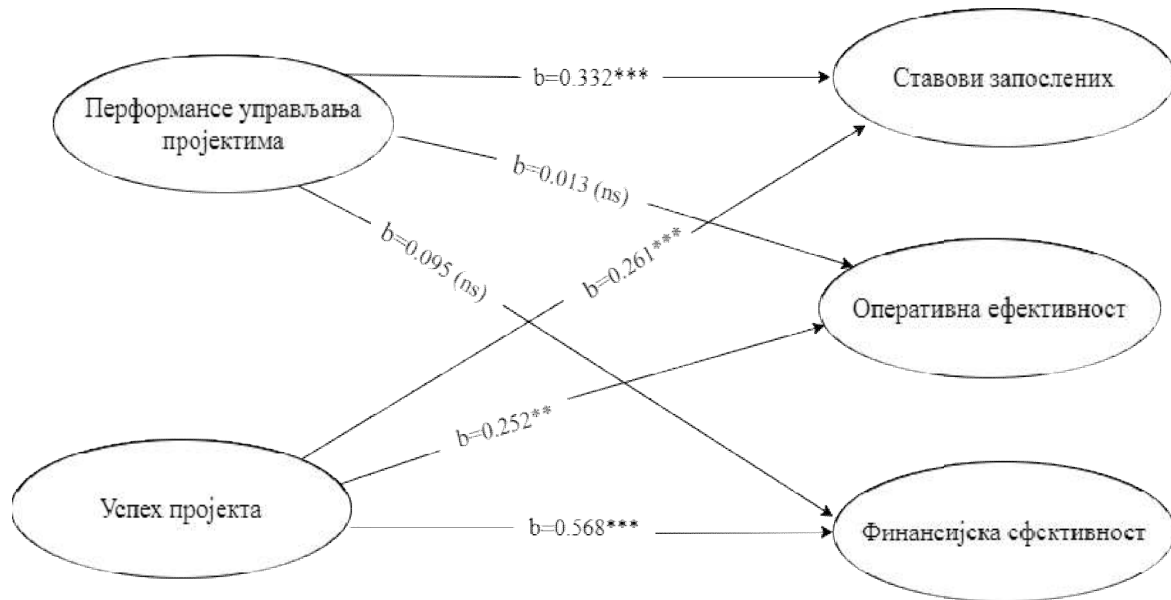 b=0.332***
Ставови запослених
Перформансе управљања
пројектима
b=0.013 (ns)
b=0.095 (ns)
b=0.261***
Оперативна ефективност
b=0.252**
Успех пројекта
b=0.568***
Финансијска ефективност